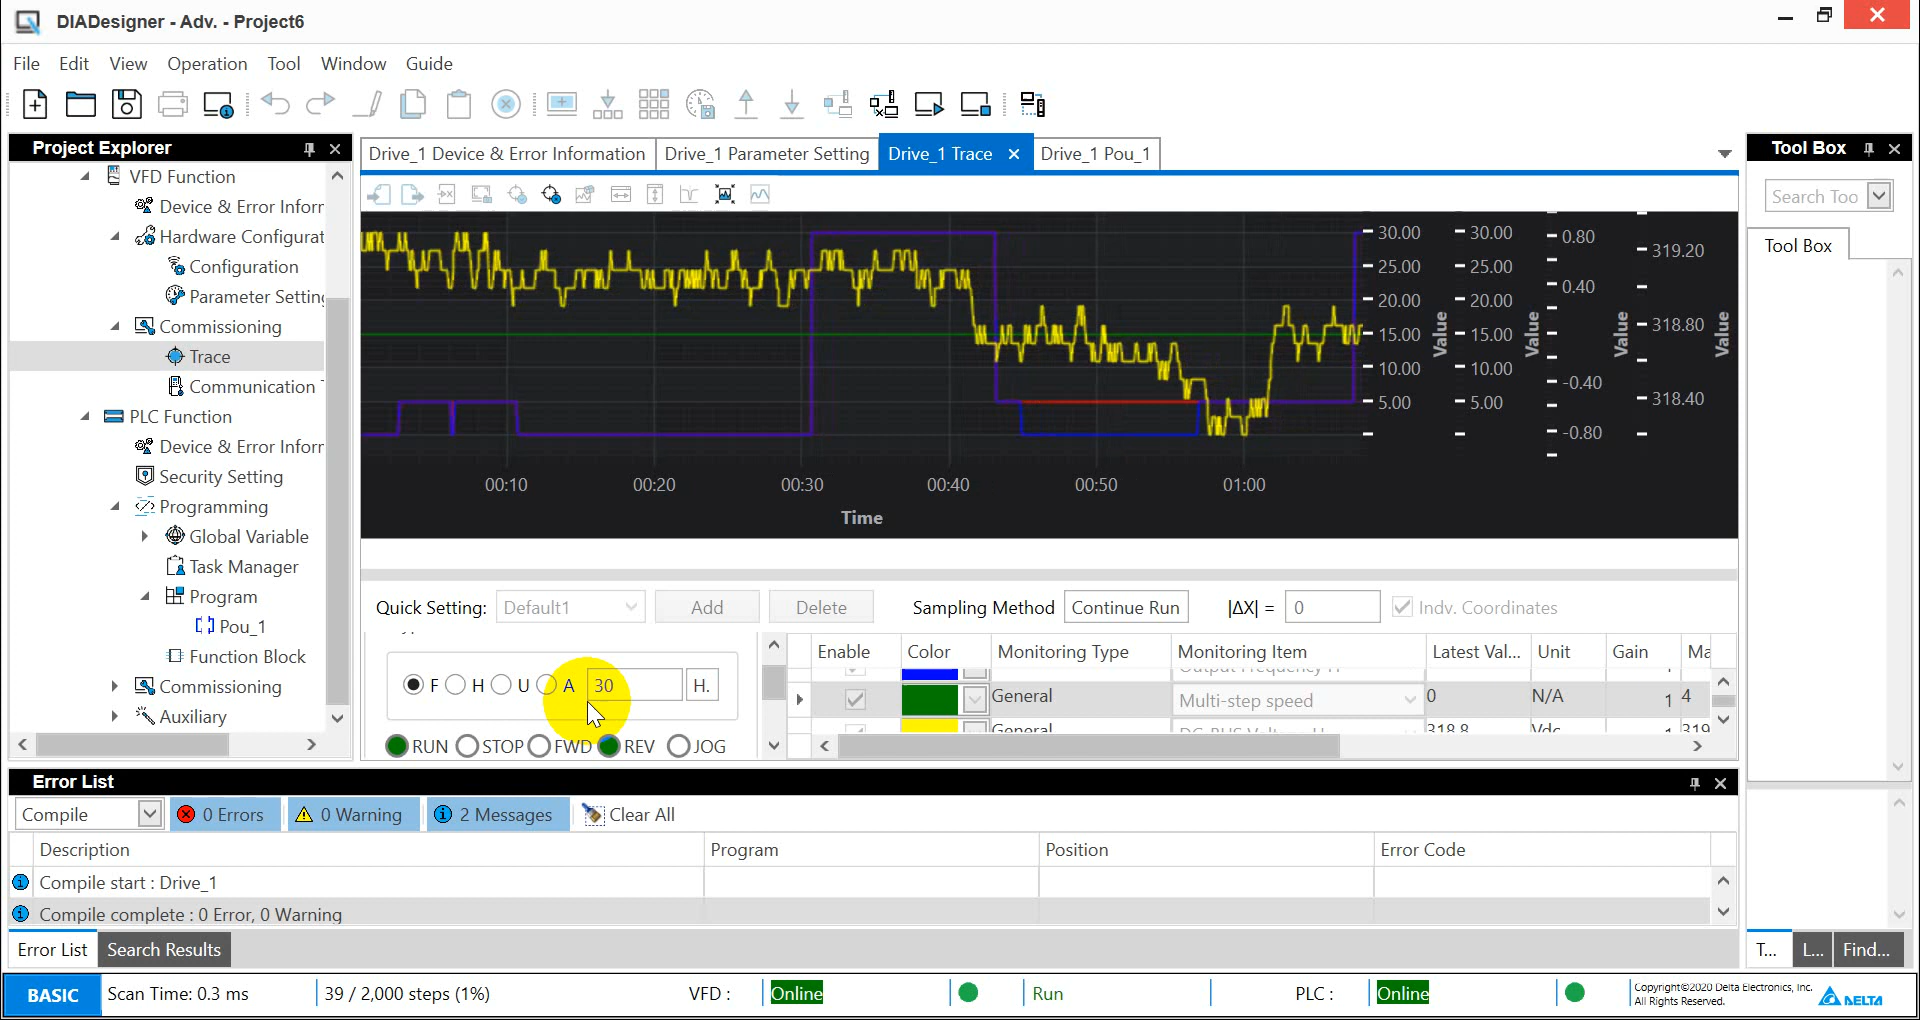 DIADesigner - Adv. - Project6
File Edit View Operation Tool Window Guide
Project Explorer
VFD Function
Device & Error Inforr
Hardware Configurat
Configuration
Parameter Setting
Commissioning
Trace
Communication
PLC Function
Device & Error Inforr
Security Setting
Programming
Global Variable
Task Manager
Program
Pou_1
Function Block
Commissioning
Auxiliary
Drive_1 Device & Error Information Drive_1 Parameter Setting Drive_1 Trace Drive_1 Pou_1
30.00 30.00 0.80 319.20
25.00 25.00
20.00 20.00 0.40
15.00 15.00 318.80
10.00 10.00 -0.40
5.00 5.00 318.40
-0.80
Value Value Value Value
00:10 00:20 00:30 00:40 00:50 01:00
Time
Quick Setting: Default1 Add Delete Sampling Method Continue Run |ΔX| = 0 Indv. Coordinates
Enable Color Monitoring Type Monitoring Item Latest Val... Unit Gain Ma
Output Frequency H
General Multi-step speed 0 N/A 1 4
General DC-BUS Voltage U 318.8 Vdc 1 319
F H U A 30 H.
RUN STOP FWD REV JOG
Tool Box
Search Too
Tool Box
Error List
Compile 0 Errors 0 Warning 2 Messages Clear All
Description Program Position Error Code
Compile start : Drive_1
Compile complete : 0 Error, 0 Warning
Error List Search Results
T... L... Find...
BASIC Scan Time: 0.3 ms 39 / 2,000 steps (1%) VFD : Online Run PLC : Online Copyright©2020 Delta Electronics, Inc.
All Rights Reserved.
DELTA